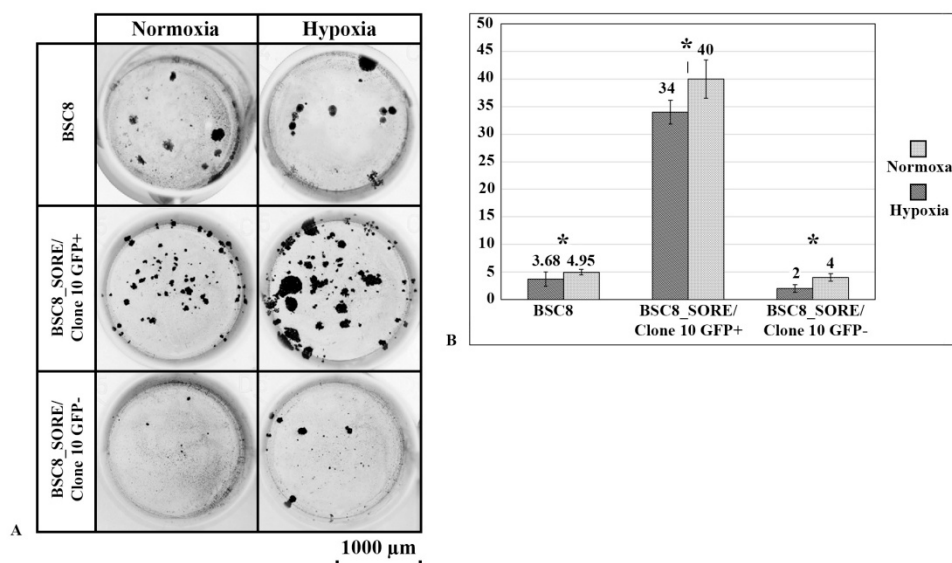 Normoxia Hypoxia
BSC8
BSC8_SORE/
Clone 10 GFP+
BSC8_SORE/
Clone 10 GFP-
A
1000 µm
50
45
40
35
30
25
20
15
10
5
0
*
3.68 4.95
*
34 40
*
2 4
BSC8
BSC8_SORE/
Clone 10 GFP+
BSC8_SORE/
Clone 10 GFP-
B
Normoxa
Hypoxia